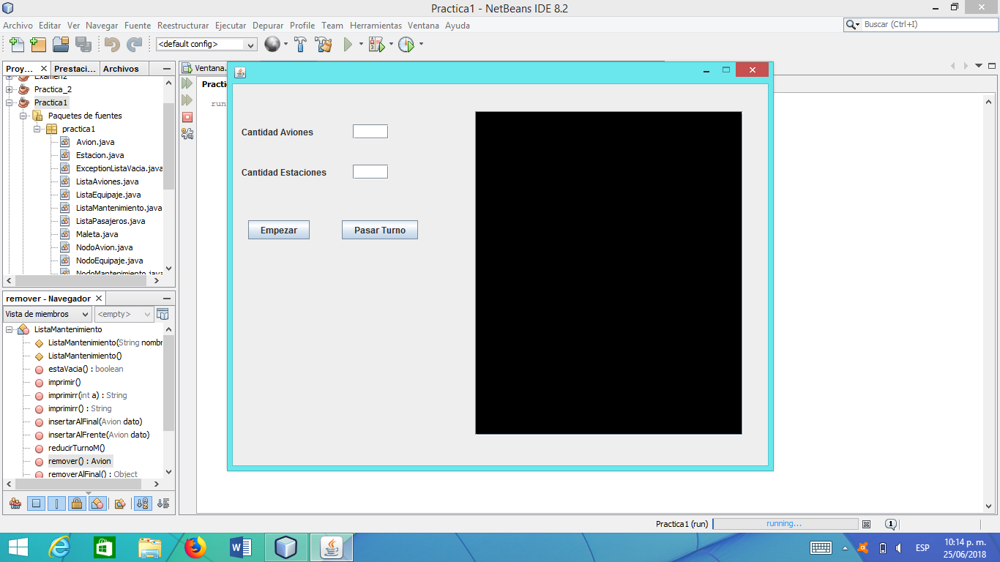 Practica1 - NetBeans IDE 8.2
Archivo Editar Ver Navegar Fuente Reestructurar Ejecutar Depurar Profile Team Herramientas Ventana Ayuda
Buscar (Ctrl+I)
<default config>
Proy... Prestaci... Archivos
Ventana.
Examen2
Practica_2
Practica1
Paquetes de fuentes
practica1
Avion.java
Estacion.java
ExceptionListaVacia.java
ListaAviones.java
ListaEquipaje.java
ListaMantenimiento.java
ListaPasajeros.java
Maleta.java
NodoAvion.java
NodoEquipaje.java
NodoMantenimiento.java
Practi
run
Cantidad Aviones
Cantidad Estaciones
Empezar Pasar Turno
remover - Navegador
Vista de miembros <empty>
ListaMantenimiento
ListaMantenimiento(String nombr
ListaMantenimiento()
estaVacia() : boolean
imprimir()
imprimirr(int a) : String
imprimirr() : String
insertarAlFinal(Avion dato)
insertarAlFrente(Avion dato)
reducirTurnoM()
remover() : Avion
removerAlFinal() : Object
Practica1 (run) running... 1
ESP
10:14 p. m.
25/06/2018